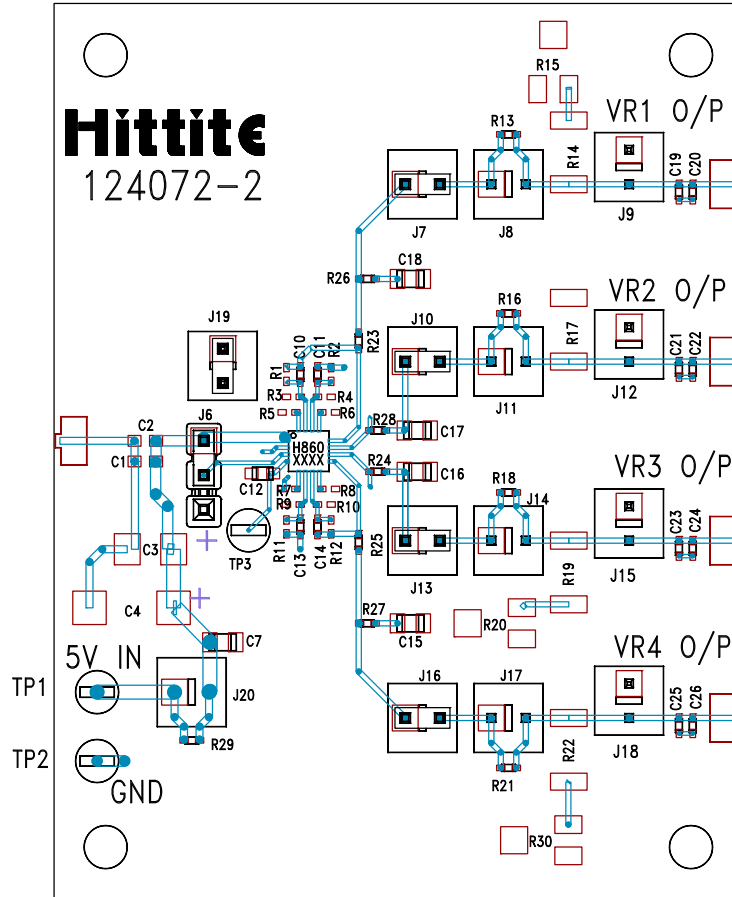 Hittite
124072-2
R15
VR1 O/P
R13
R14
C19
C20
J7
J8
J9
R26
C18
VR2 O/P
J19
R16
C10
C11
R2
R23
J10
R17
C21
C22
R1
R3
R4
R5
R6
J11
J12
J6
C2
R28
H860
XXXX
C17
VR3 O/P
C1
C12
R7
R8
R24
C16
R18
R9
R10
J14
C23
C24
C3
TP3
R11
C13
C14
R12
R25
J13
R19
J15
C4
R27
C15
R20
VR4 O/P
5V IN
C7
TP1
J20
J16
J17
C25
C26
R29
R22
J18
TP2
GND
R21
R30